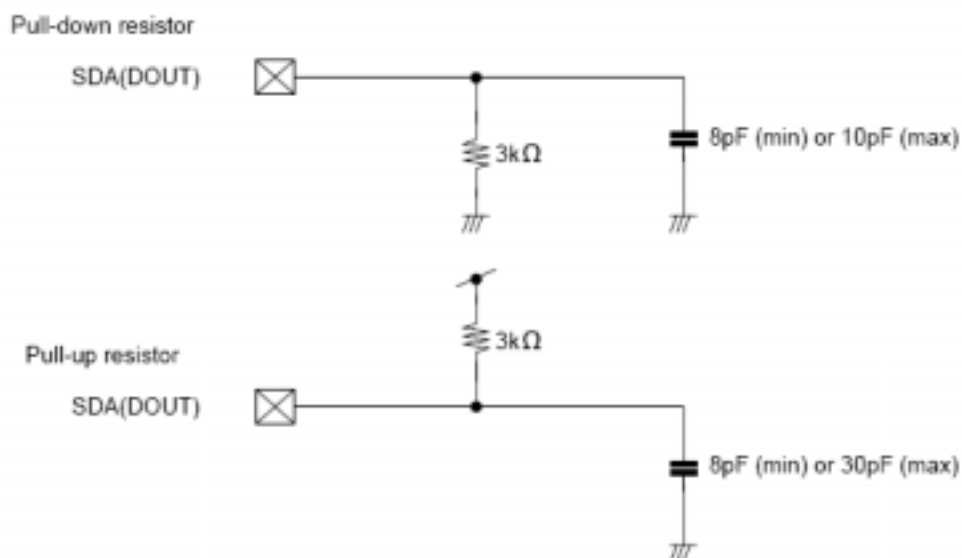 Pull-down resistor
SDA(DOUT)
8pF (min) or 10pF (max)
3kΩ
3kΩ
Pull-up resistor
SDA(DOUT)
8pF (min) or 30pF (max)